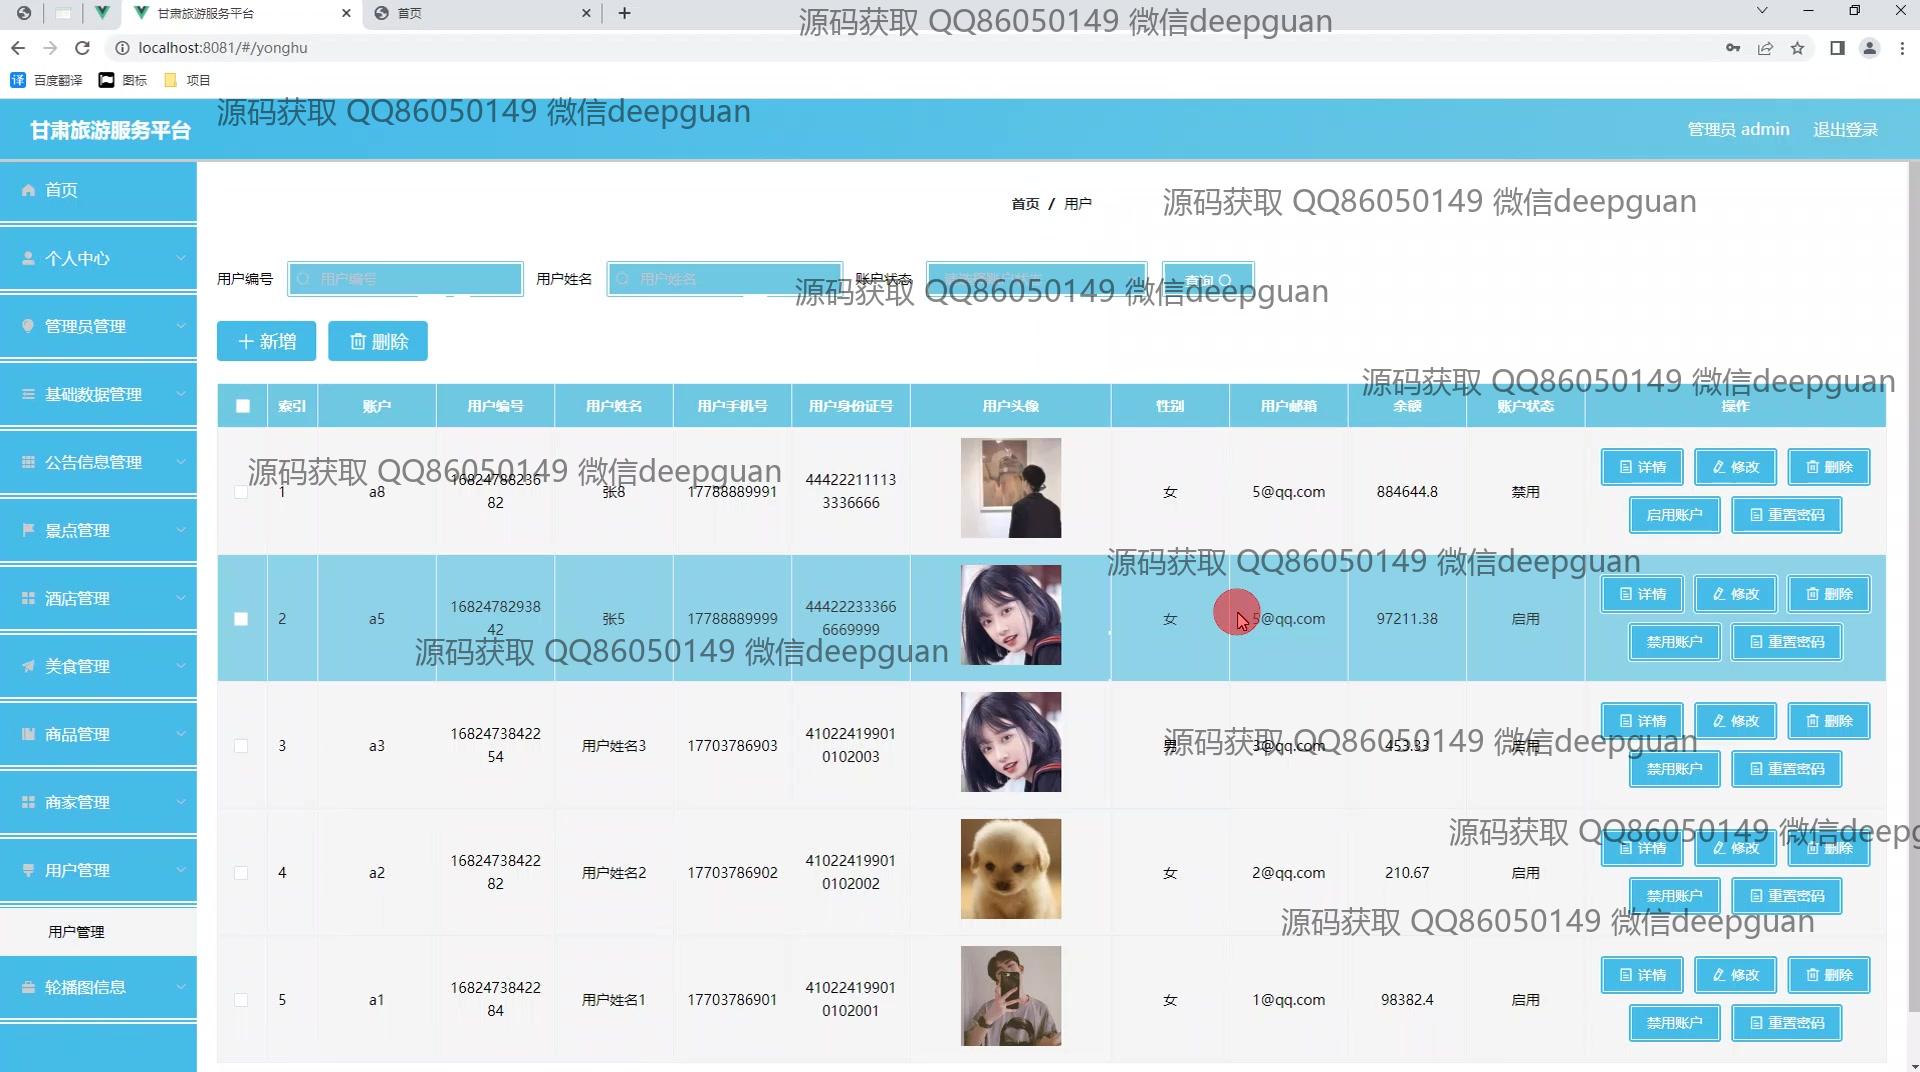 甘肃旅游服务平台
首页
源码获取 QQ86050149 微信deepguan
localhost:8081/#/yonghu
百度翻译 图标 项目
源码获取 QQ86050149 微信deepguan
甘肃旅游服务平台
管理员 admin 退出登录
首页
个人中心
管理员管理
基础数据管理
公告信息管理
景点管理
酒店管理
美食管理
商品管理
商家管理
用户管理
用户管理
轮播图信息
首页 / 用户
源码获取 QQ86050149 微信deepguan
用户编号 用户编号 用户姓名 用户姓名 账户状态 查询
源码获取 QQ86050149 微信deepguan
新增 删除
源码获取 QQ86050149 微信deepguan
索引 账户 用户编号 用户姓名 用户手机号 用户身份证号 用户头像 性别 用户邮箱 余额 账户状态 操作
源码获取 QQ86050149 微信deepguan
1 a8 16824788236 张8 17788889991 44422211113 女 5@qq.com 884644.8 禁用 详情 修改 删除
82 3336666 启用账户 重置密码
源码获取 QQ86050149 微信deepguan
2 a5 16824782938 张5 17788889999 44422233366 女 5@qq.com 97211.38 启用 详情 修改 删除
42 6669999 禁用账户 重置密码
源码获取 QQ86050149 微信deepguan
3 a3 16824738422 用户姓名3 17703786903 41022419901 男 3@qq.com 453.33 启用 详情 修改 删除
54 0102003 禁用账户 重置密码
源码获取 QQ86050149 微信deepguan
源码获取 QQ86050149 微信deepg
4 a2 16824738422 用户姓名2 17703786902 41022419901 女 2@qq.com 210.67 启用 详情 修改 删除
82 0102002 禁用账户 重置密码
源码获取 QQ86050149 微信deepguan
5 a1 16824738422 用户姓名1 17703786901 41022419901 女 1@qq.com 98382.4 启用 详情 修改 删除
84 0102001 禁用账户 重置密码